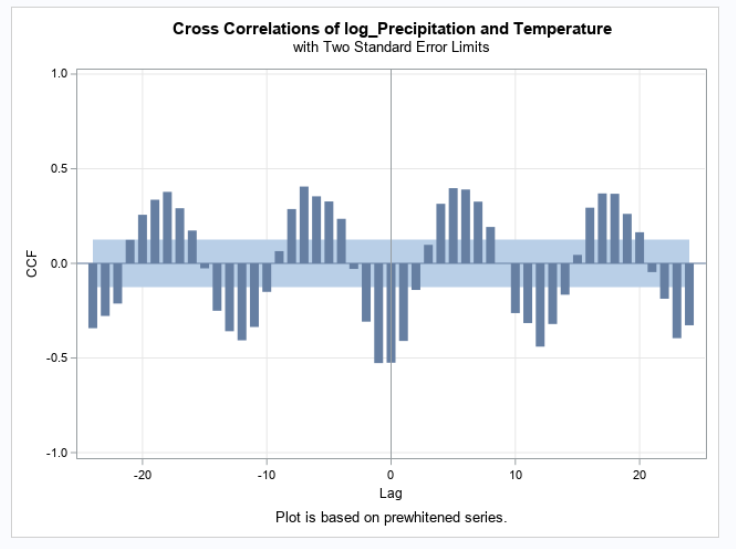 Cross Correlations of log_Precipitation and Temperature
with Two Standard Error Limits
1.0
0.5
0.0
-0.5
-1.0
CCF
-20
-10
0
10
20
Lag
Plot is based on prewhitened series.